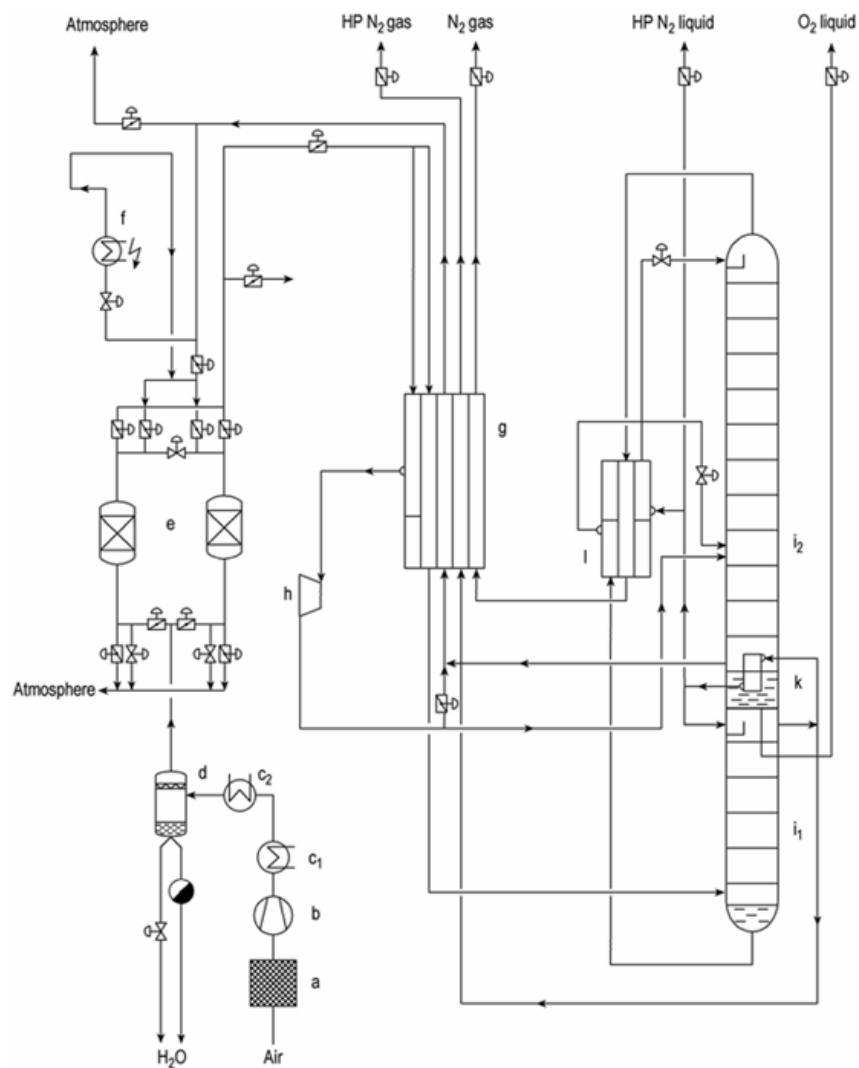 Atmosphere
HP N₂ gas
N₂ gas
HP N₂ liquid
O₂ liquid
f
g
e
l
i₂
h
k
Atmosphere
d
c₂
i₁
c₁
b
a
H₂O
Air